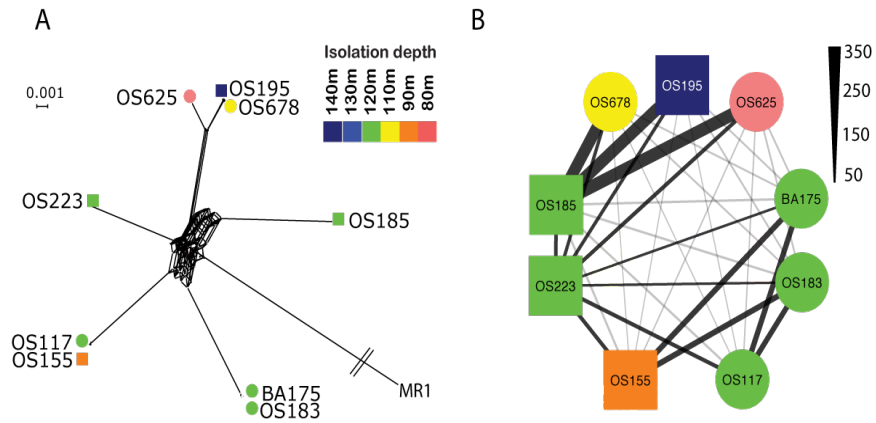 A
B
0.001
Isolation depth
140m
130m
120m
110m
90m
80m
OS625
OS195
OS678
OS223
OS185
OS117
OS155
BA175
OS183
MR1
OS195
OS678
OS625
OS185
BA175
OS223
OS183
OS155
OS117
350
250
150
50